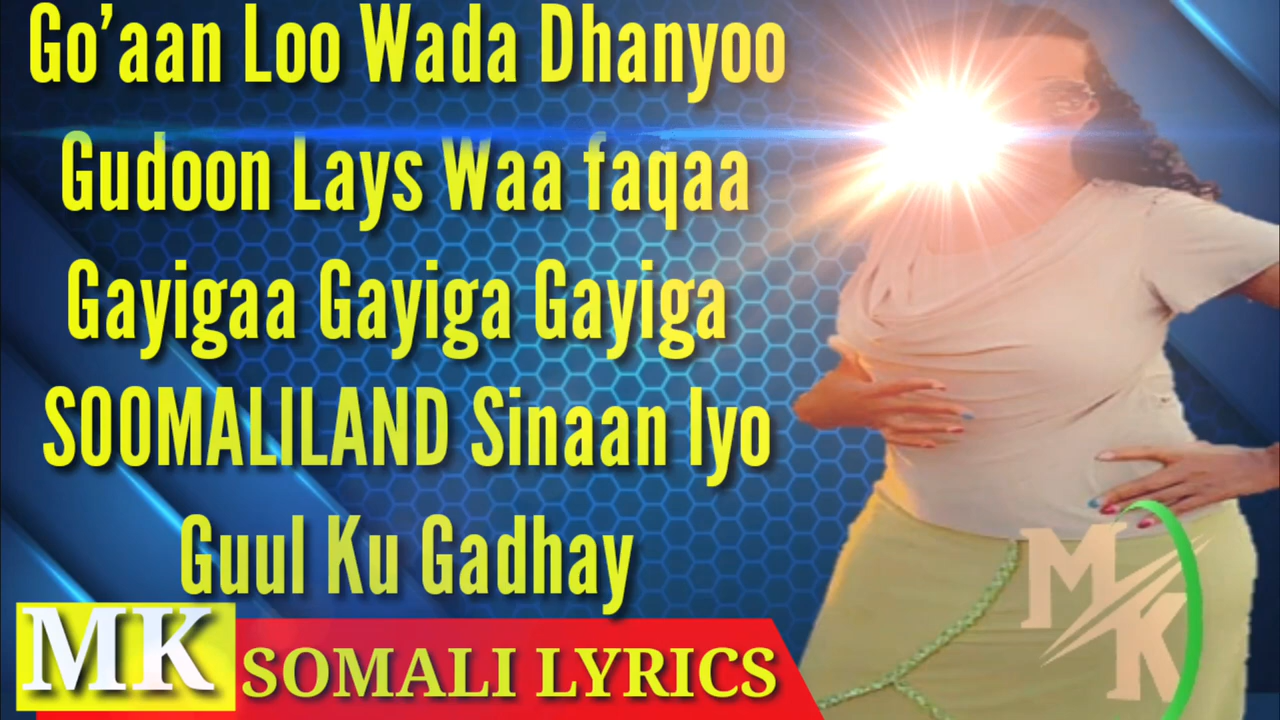 Go’aan Loo Wada Dhanyoo
Gudoon Lays Waa faqaa
Gayigaa Gayiga Gayiga
SOOMALILAND Sinaan Iyo
Guul Ku Gadhay
MK SOMALI LYRICS
MK